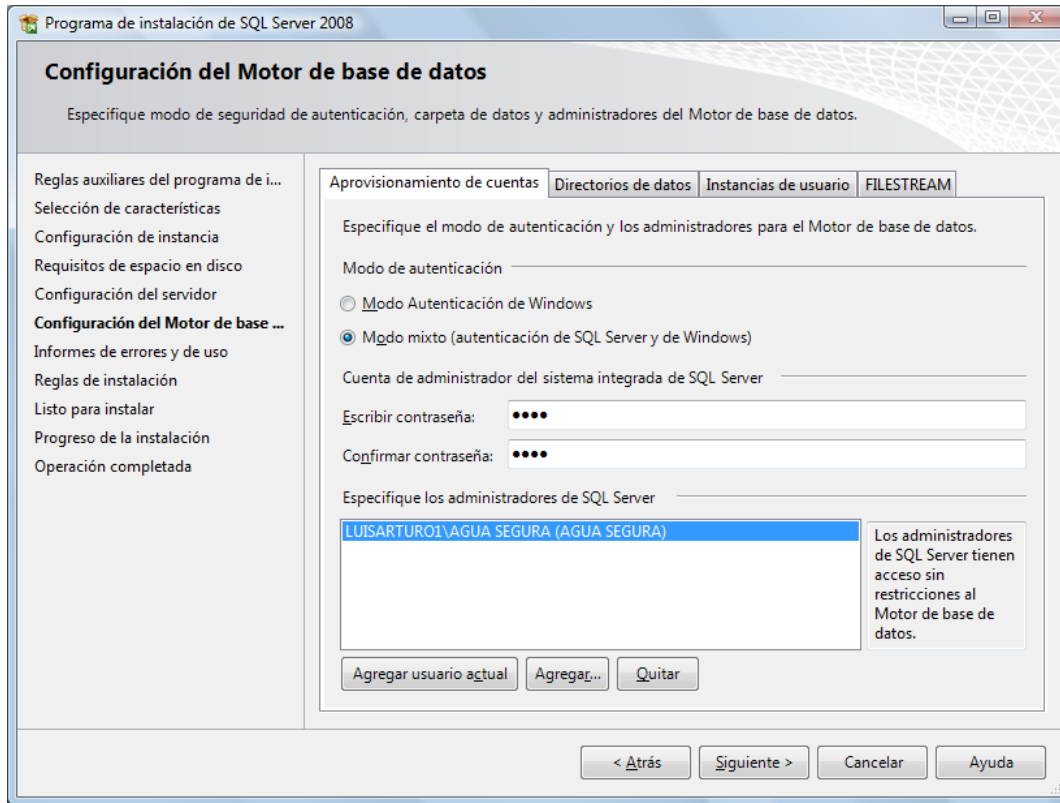 Programa de instalación de SQL Server 2008
Configuración del Motor de base de datos
Especifique modo de seguridad de autenticación, carpeta de datos y administradores del Motor de base de datos.
Reglas auxiliares del programa de i...
Selección de características
Configuración de instancia
Requisitos de espacio en disco
Configuración del servidor
Configuración del Motor de base ...
Informes de errores y de uso
Reglas de instalación
Listo para instalar
Progreso de la instalación
Operación completada
Aprovisionamiento de cuentas Directorios de datos Instancias de usuario FILESTREAM
Especifique el modo de autenticación y los administradores para el Motor de base de datos.
Modo de autenticación
Modo Autenticación de Windows
Modo mixto (autenticación de SQL Server y de Windows)
Cuenta de administrador del sistema integrada de SQL Server
Escribir contraseña: ●●●●
Confirmar contraseña: ●●●●
Especifique los administradores de SQL Server
LUISARTURO1\AGUA SEGURA (AGUA SEGURA)
Los administradores
de SQL Server tienen
acceso sin
restricciones al
Motor de base de
datos.
Agregar usuario actual Agregar... Quitar
< Atrás Siguiente > Cancelar Ayuda